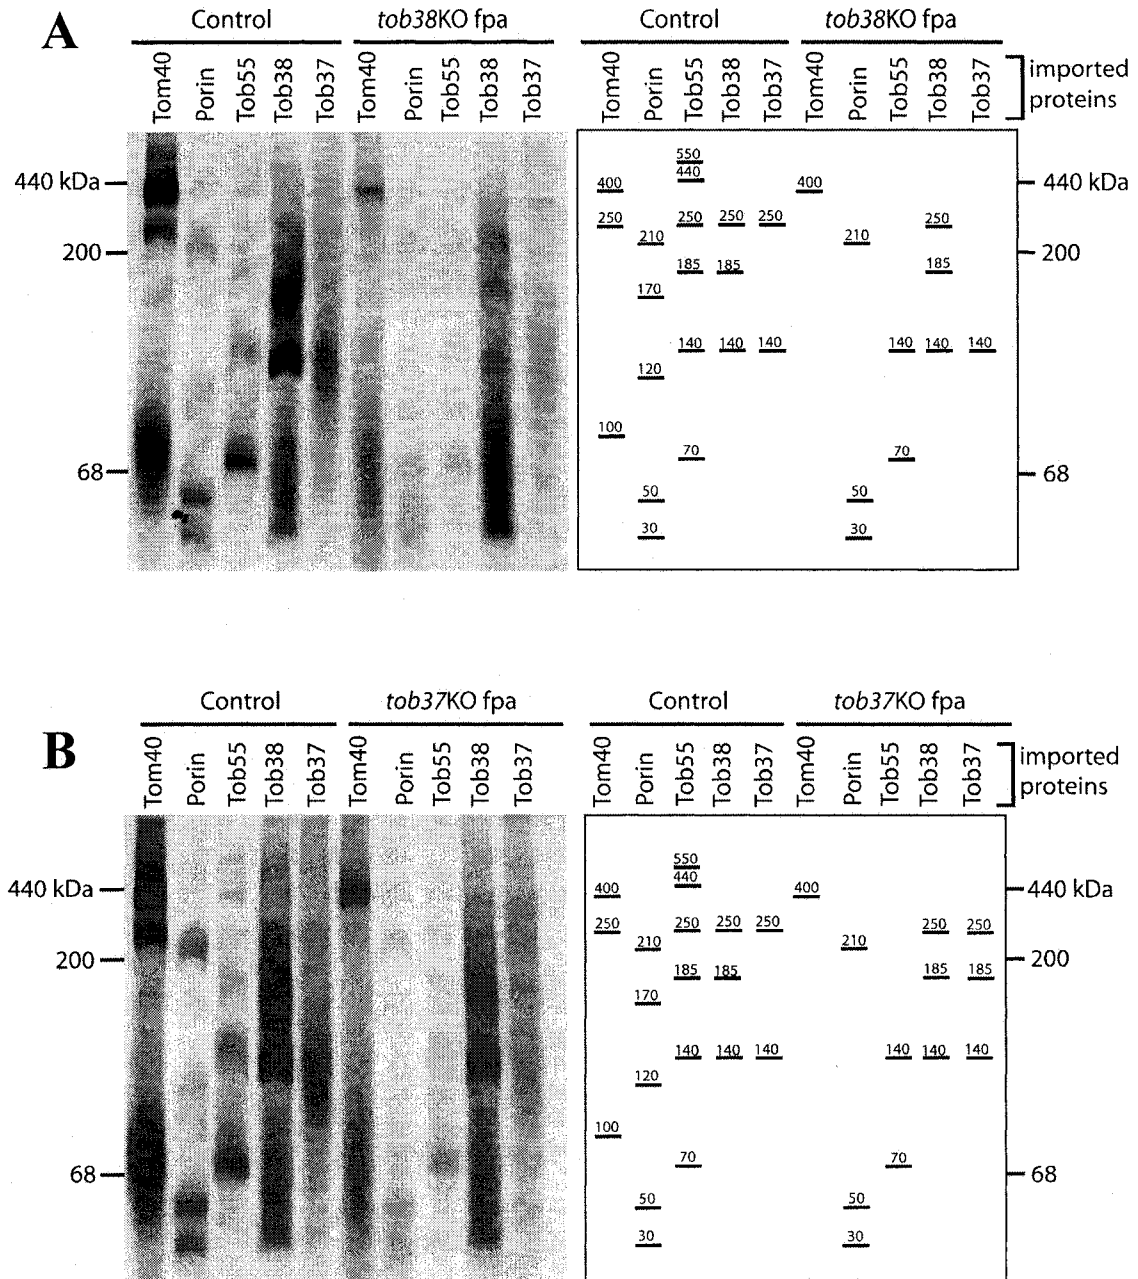 A
Control
tob38KO fpa
Control
tob38KO fpa
Tom40 Porin Tob55 Tob38 Tob37 Tom40 Porin Tob55 Tob38 Tob37
Tom40 Porin Tob55 Tob38 Tob37 Tom40 Porin Tob55 Tob38 Tob37
imported
proteins
440 kDa
200
68
550
440
400 400
250 250 250 250 250
210 210
185 185 185
170
140 140 140 140 140 140
120
100
70 70
50 50
30 30
440 kDa
200
68
B
Control
tob37KO fpa
Control
tob37KO fpa
Tom40 Porin Tob55 Tob38 Tob37 Tom40 Porin Tob55 Tob38 Tob37
Tom40 Porin Tob55 Tob38 Tob37 Tom40 Porin Tob55 Tob38 Tob37
imported
proteins
440 kDa
200
68
550
440
400 400
250 250 250 250 250 250
210 210
185 185 185 185
170
140 140 140 140 140 140
120
100
70 70
50 50
30 30
440 kDa
200
68